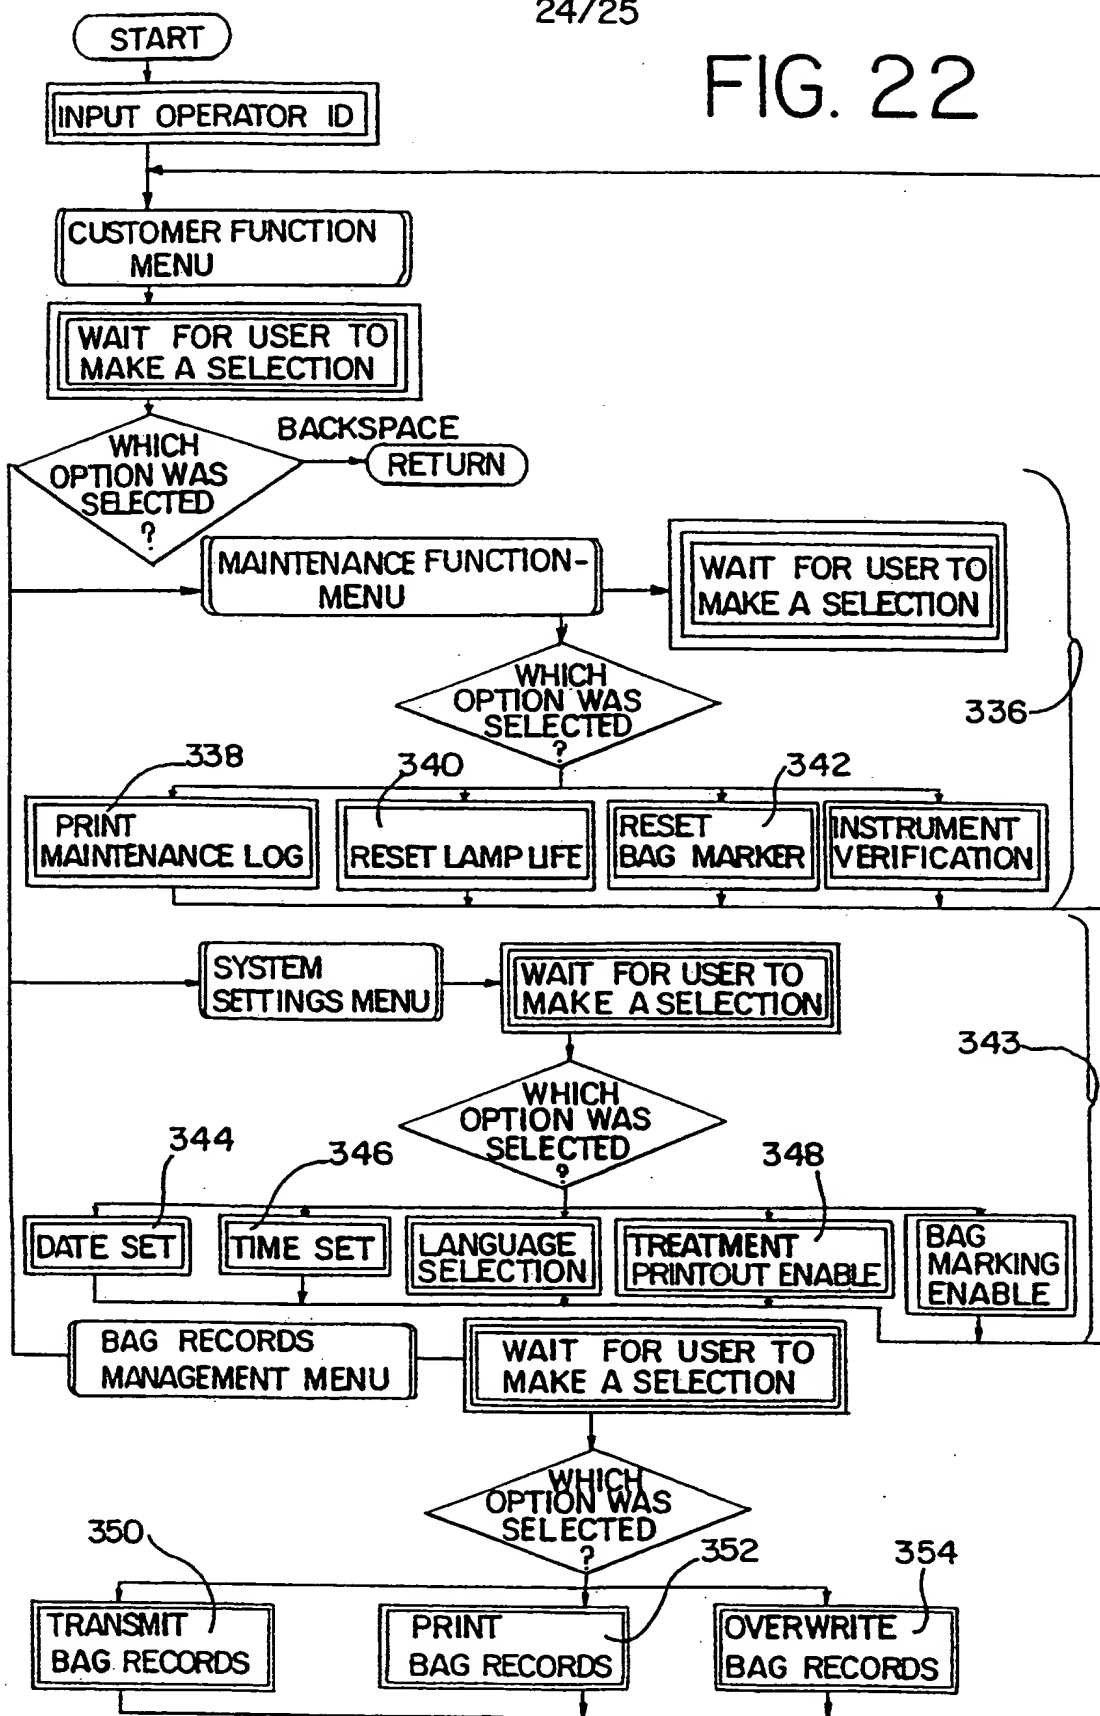 24/25
FIG. 22
START
INPUT OPERATOR ID
CUSTOMER FUNCTION
MENU
WAIT FOR USER TO
MAKE A SELECTION
BACKSPACE
WHICH
OPTION WAS
SELECTED
?
RETURN
MAINTENANCE FUNCTION-
MENU
WAIT FOR USER TO
MAKE A SELECTION
WHICH
OPTION WAS
SELECTED
?
336
338
340
342
PRINT
MAINTENANCE LOG
RESET LAMP LIFE
RESET
BAG MARKER
INSTRUMENT
VERIFICATION
SYSTEM
SETTINGS MENU
WAIT FOR USER TO
MAKE A SELECTION
343
WHICH
OPTION WAS
SELECTED
?
344
346
348
DATE SET
TIME SET
LANGUAGE
SELECTION
TREATMENT
PRINTOUT ENABLE
BAG
MARKING
ENABLE
BAG RECORDS
MANAGEMENT MENU
WAIT FOR USER TO
MAKE A SELECTION
WHICH
OPTION WAS
SELECTED
?
350
352
354
TRANSMIT
BAG RECORDS
PRINT
BAG RECORDS
OVERWRITE
BAG RECORDS